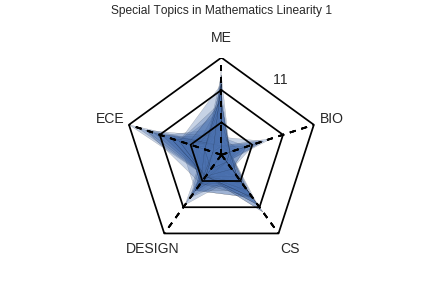 Special Topics in Mathematics Linearity 1
ME
11
ECE
BIO
DESIGN
CS